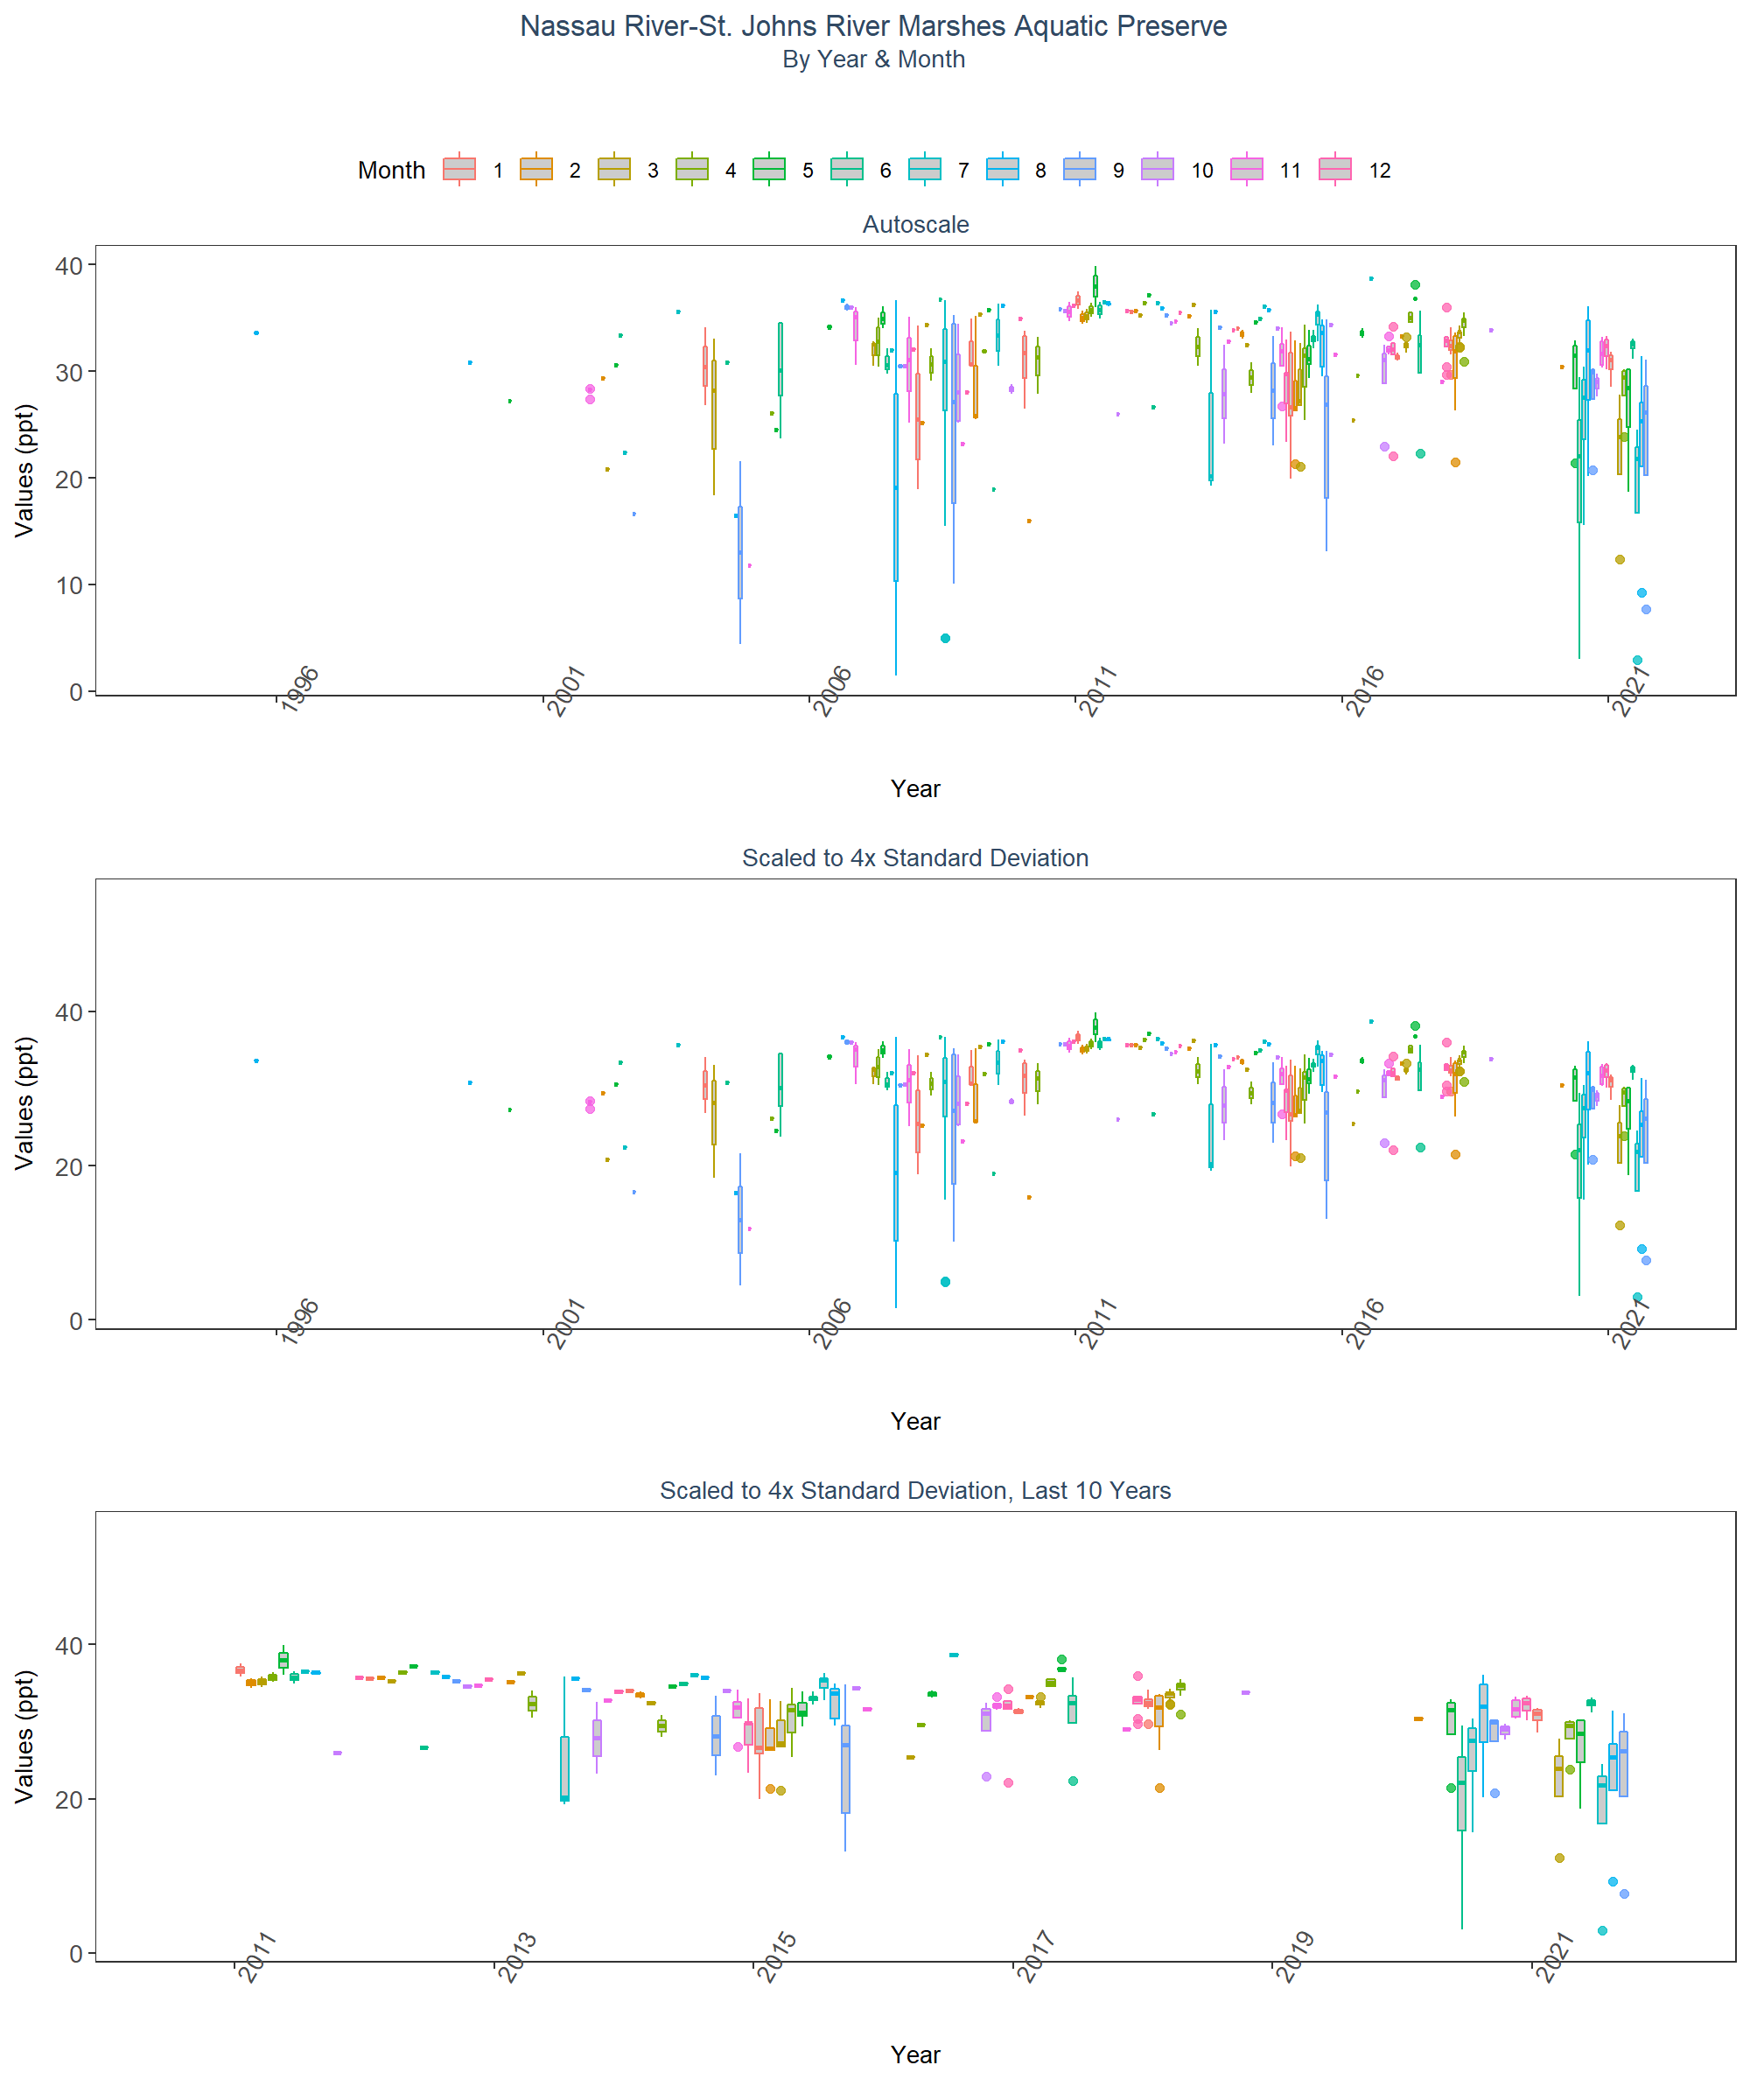 Nassau River-St. Johns River Marshes Aquatic Preserve
By Year & Month
Month 1 2 3 4 5 6 7 8 9 10 11 12
Autoscale
Values (ppt)
40
30
20
10
0
1996 2001 2006 2011 2016 2021
Year
Scaled to 4x Standard Deviation
Values (ppt)
40
20
0
1996 2001 2006 2011 2016 2021
Year
Scaled to 4x Standard Deviation, Last 10 Years
Values (ppt)
40
20
0
2011 2013 2015 2017 2019 2021
Year